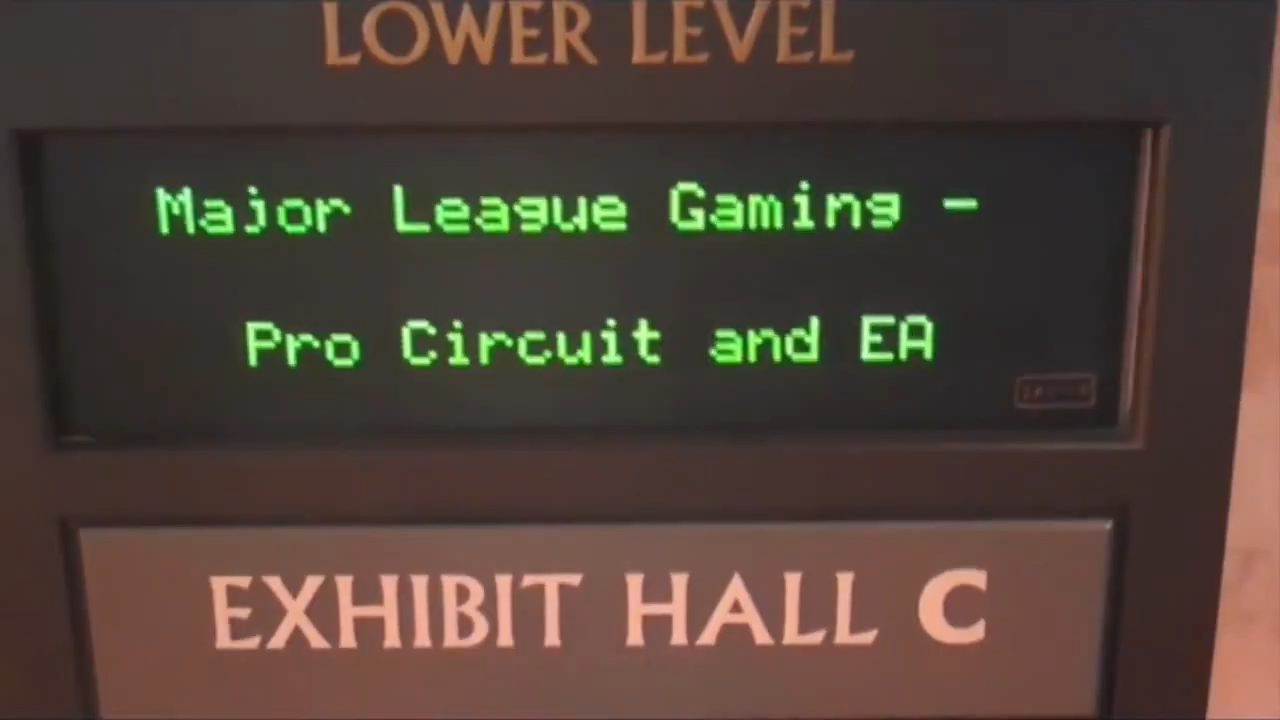 LOWER LEVEL
Major League Gaming -
Pro Circuit and EA
EXHIBIT HALL C